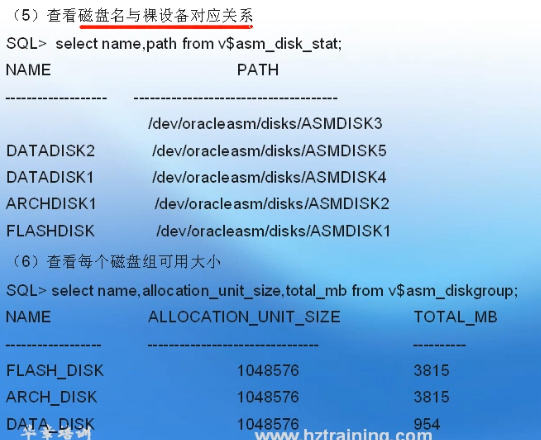 （5）查看磁盘名与裸设备对应关系
SQL> select name,path from v$asm_disk_stat;
NAME PATH
------------------- --------------------------------------
/dev/oracleasm/disks/ASMDISK3
DATADISK2 /dev/oracleasm/disks/ASMDISK5
DATADISK1 /dev/oracleasm/disks/ASMDISK4
ARCHDISK1 /dev/oracleasm/disks/ASMDISK2
FLASHDISK /dev/oracleasm/disks/ASMDISK1
（6）查看每个磁盘组可用大小
SQL> select name,allocation_unit_size,total_mb from v$asm_diskgroup;
NAME ALLOCATION_UNIT_SIZE TOTAL_MB
------------------ -------------------------------- ----------
FLASH_DISK 1048576 3815
ARCH_DISK 1048576 3815
DATA_DISK 1048576 954
培训 www.hztraining.com